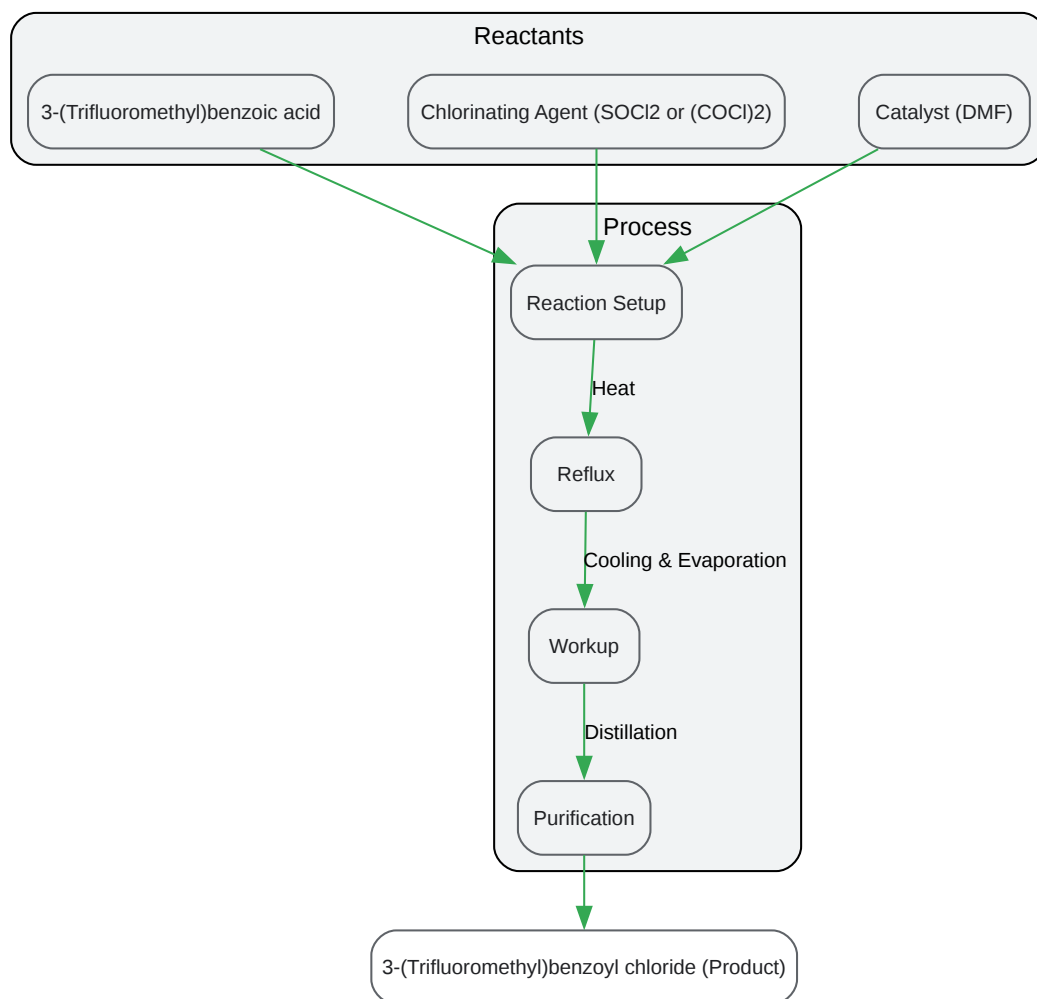 Reactants
3-(Trifluoromethyl)benzoic acid
Chlorinating Agent (SOCl2 or (COCl)2)
Catalyst (DMF)
Process
Reaction Setup
Heat
Reflux
Cooling & Evaporation
Workup
Distillation
Purification
3-(Trifluoromethyl)benzoyl chloride (Product)